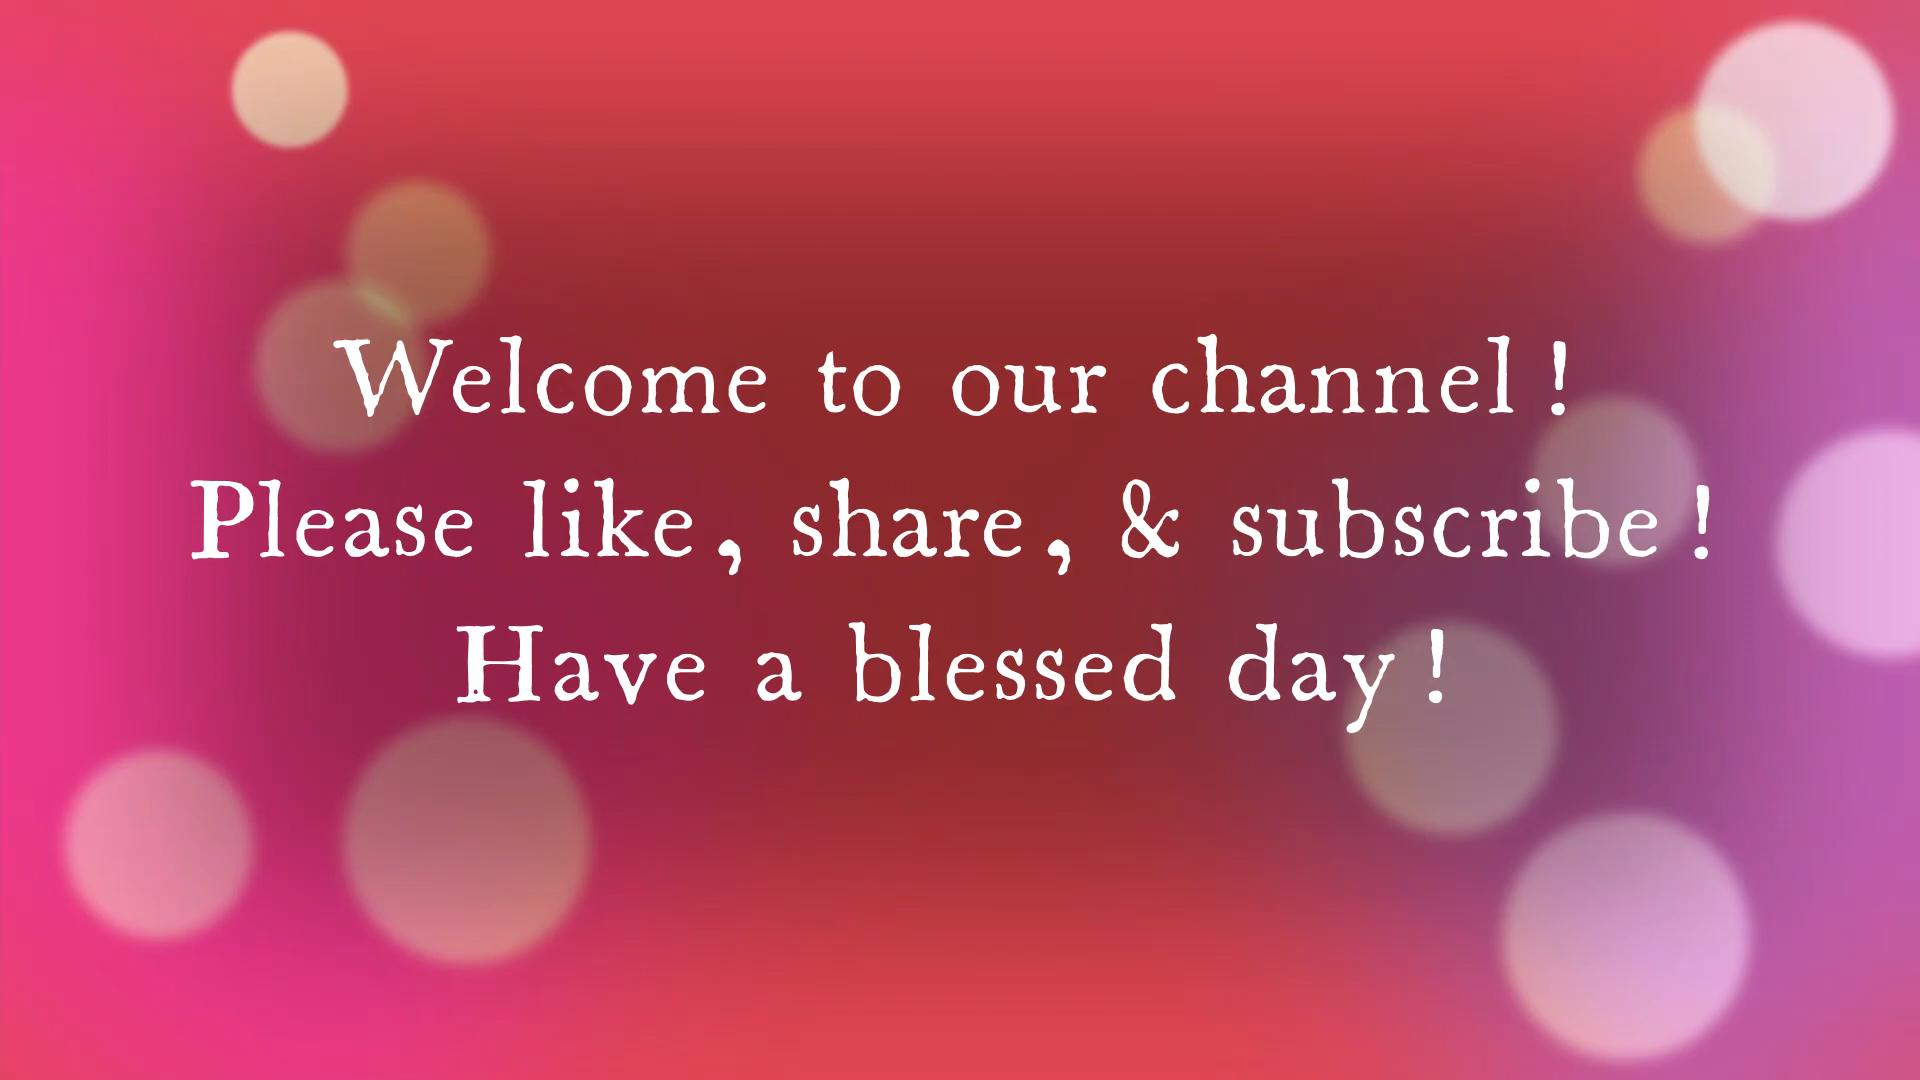 Welcome to our channel!
Please like, share, & subscribe!
Have a blessed day!